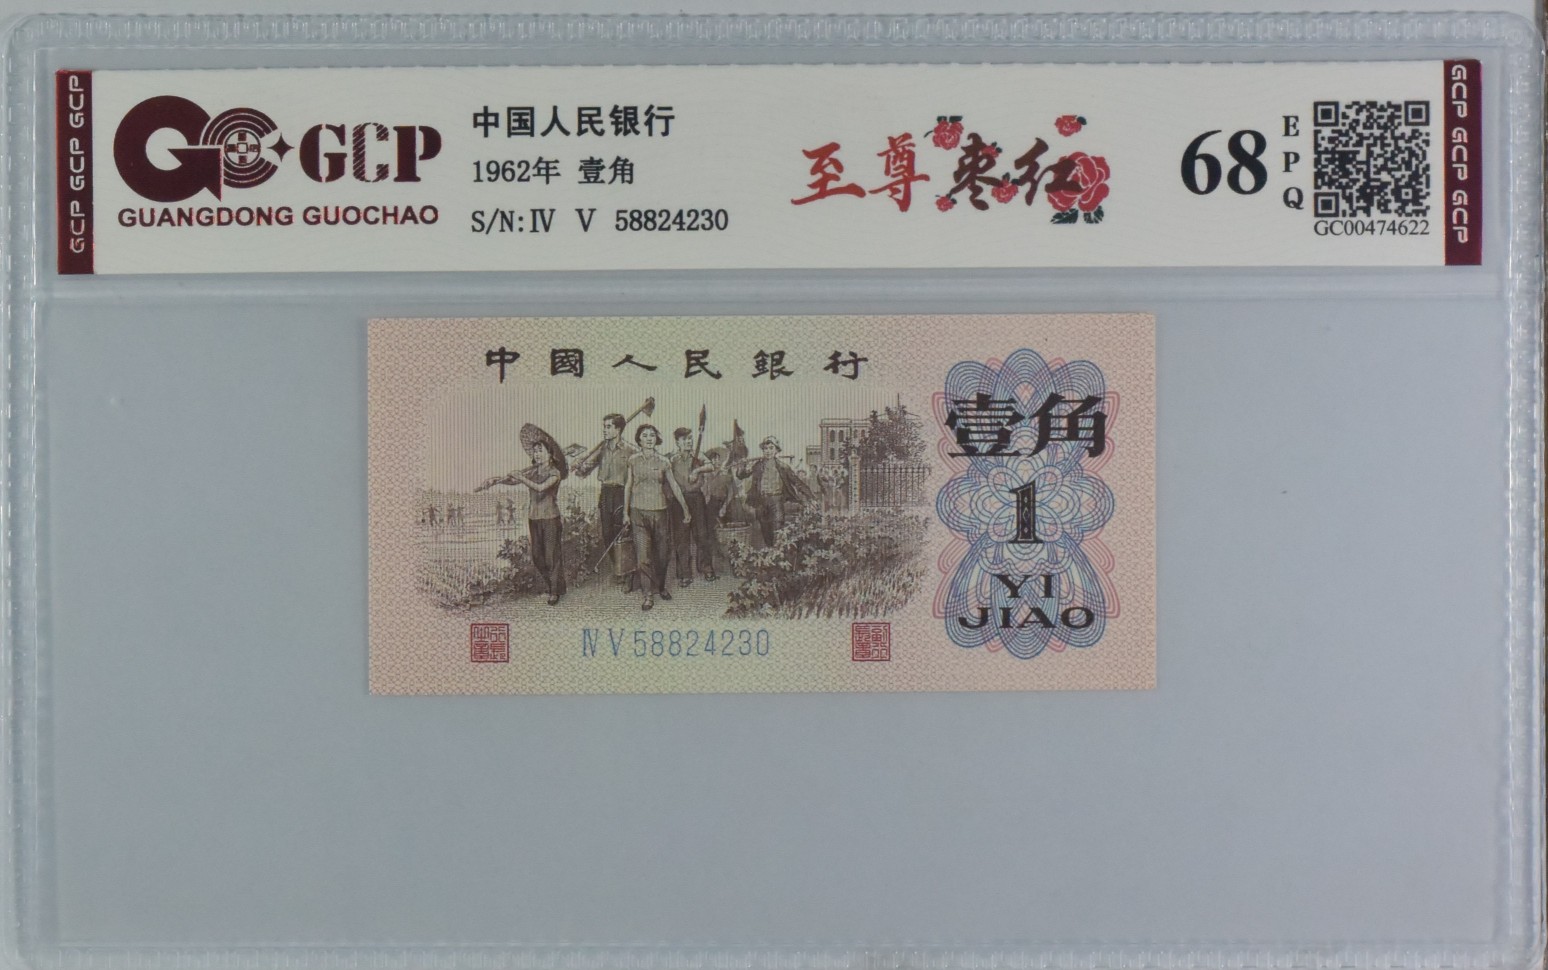 GCP GCP GCP
GCP
GUANGDONG GUOCHAO
中国人民银行
1962年 壹角
S/N:Ⅳ Ⅴ 58824230
至尊枣红
68
EPQ
GC00474622
GCP GCP GCP
中國人民銀行
壹角
1
YI
JIAO
Ⅳ Ⅴ 58824230